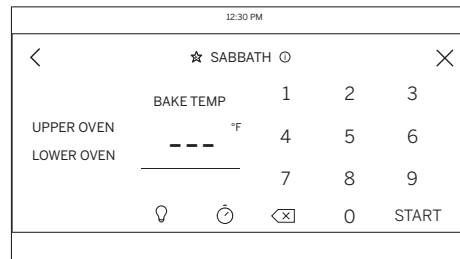 12:30 PM
SABBATH
BAKE TEMP
UPPER OVEN
LOWER OVEN
--- °F
1 2 3
4 5 6
7 8 9
0 START